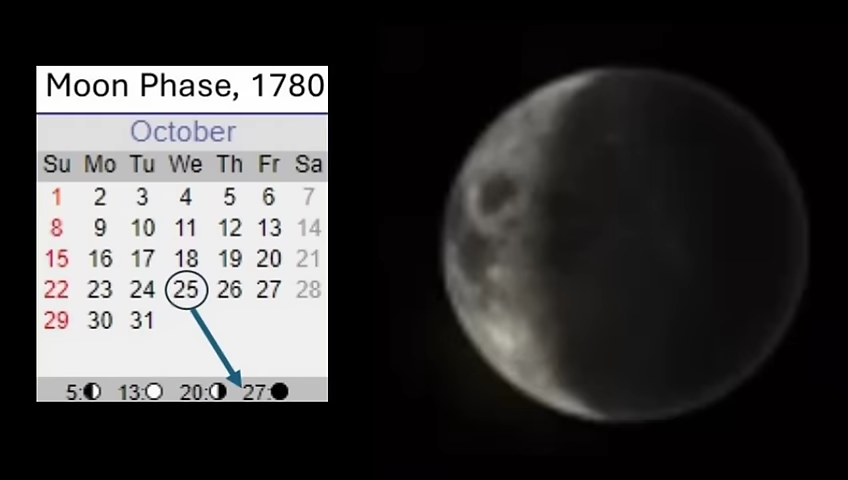 Moon Phase, 1780
October
Su Mo Tu We Th Fr Sa
1 2 3 4 5 6 7
8 9 10 11 12 13 14
15 16 17 18 19 20 21
22 23 24 25 26 27 28
29 30 31
5: 13: 20: 27: